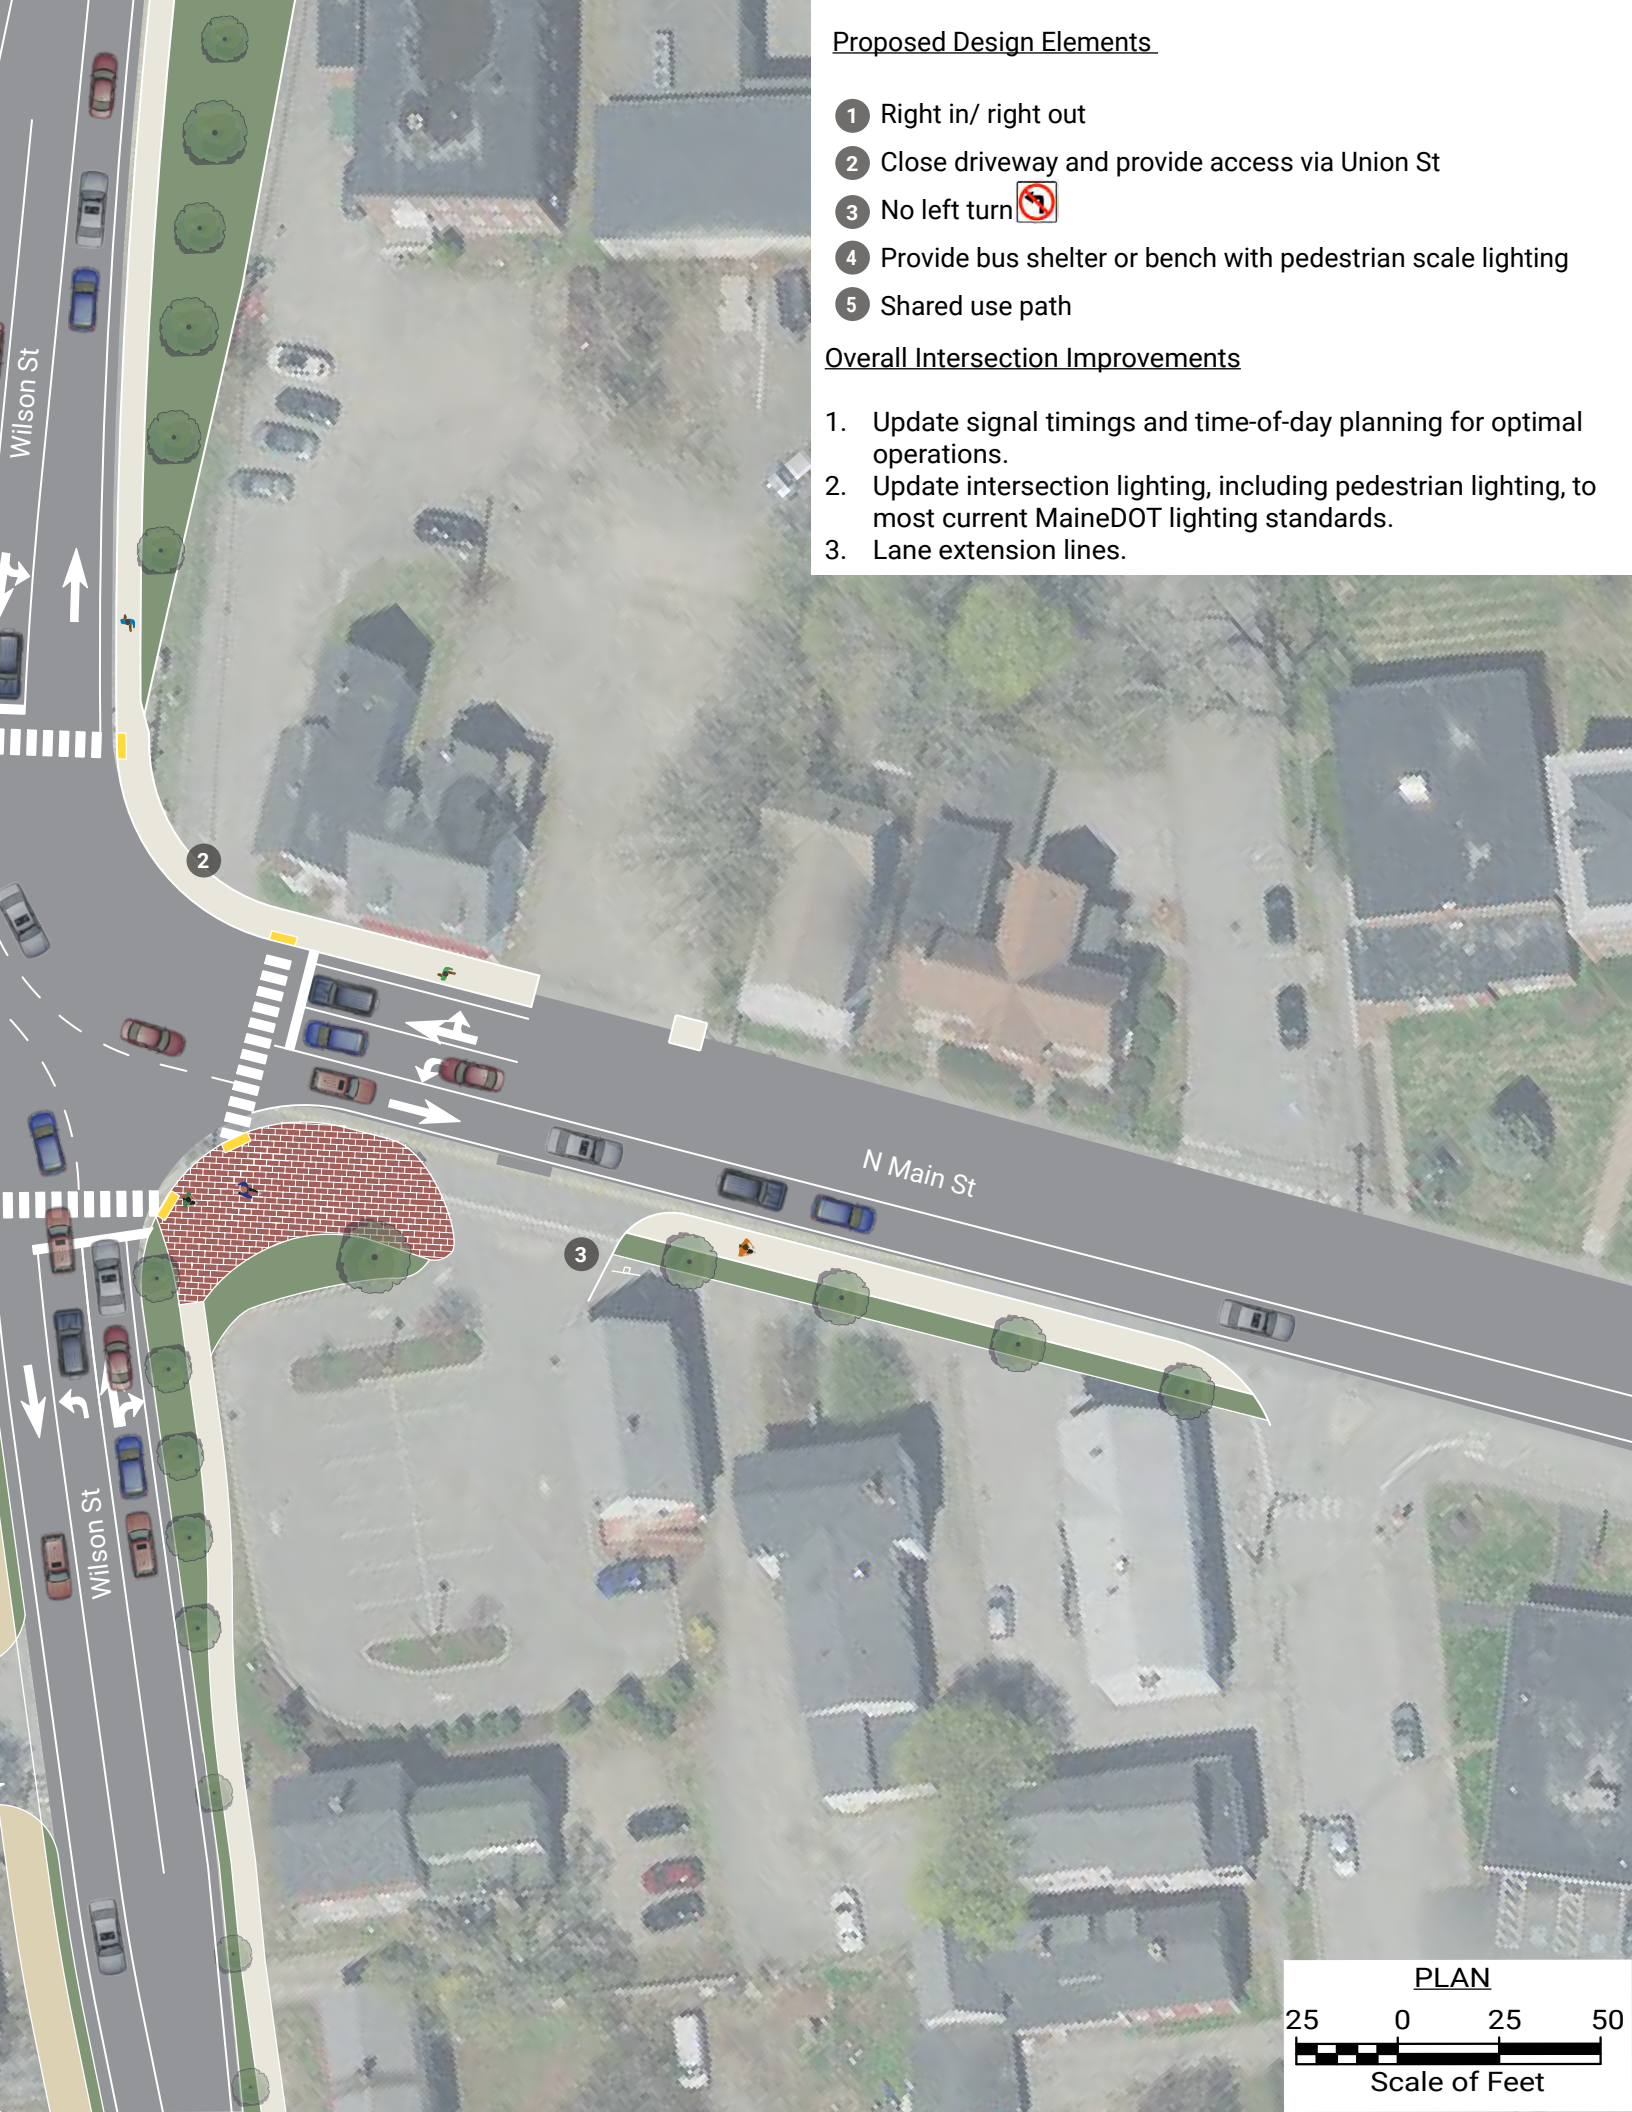 Proposed Design Elements
1 Right in/ right out
2 Close driveway and provide access via Union St
3 No left turn
4 Provide bus shelter or bench with pedestrian scale lighting
5 Shared use path
Overall Intersection Improvements
1. Update signal timings and time-of-day planning for optimal
operations.
2. Update intersection lighting, including pedestrian lighting, to
most current MaineDOT lighting standards.
3. Lane extension lines.
Wilson St
2
N Main St
3
Wilson St
PLAN
25 0 25 50
Scale of Feet